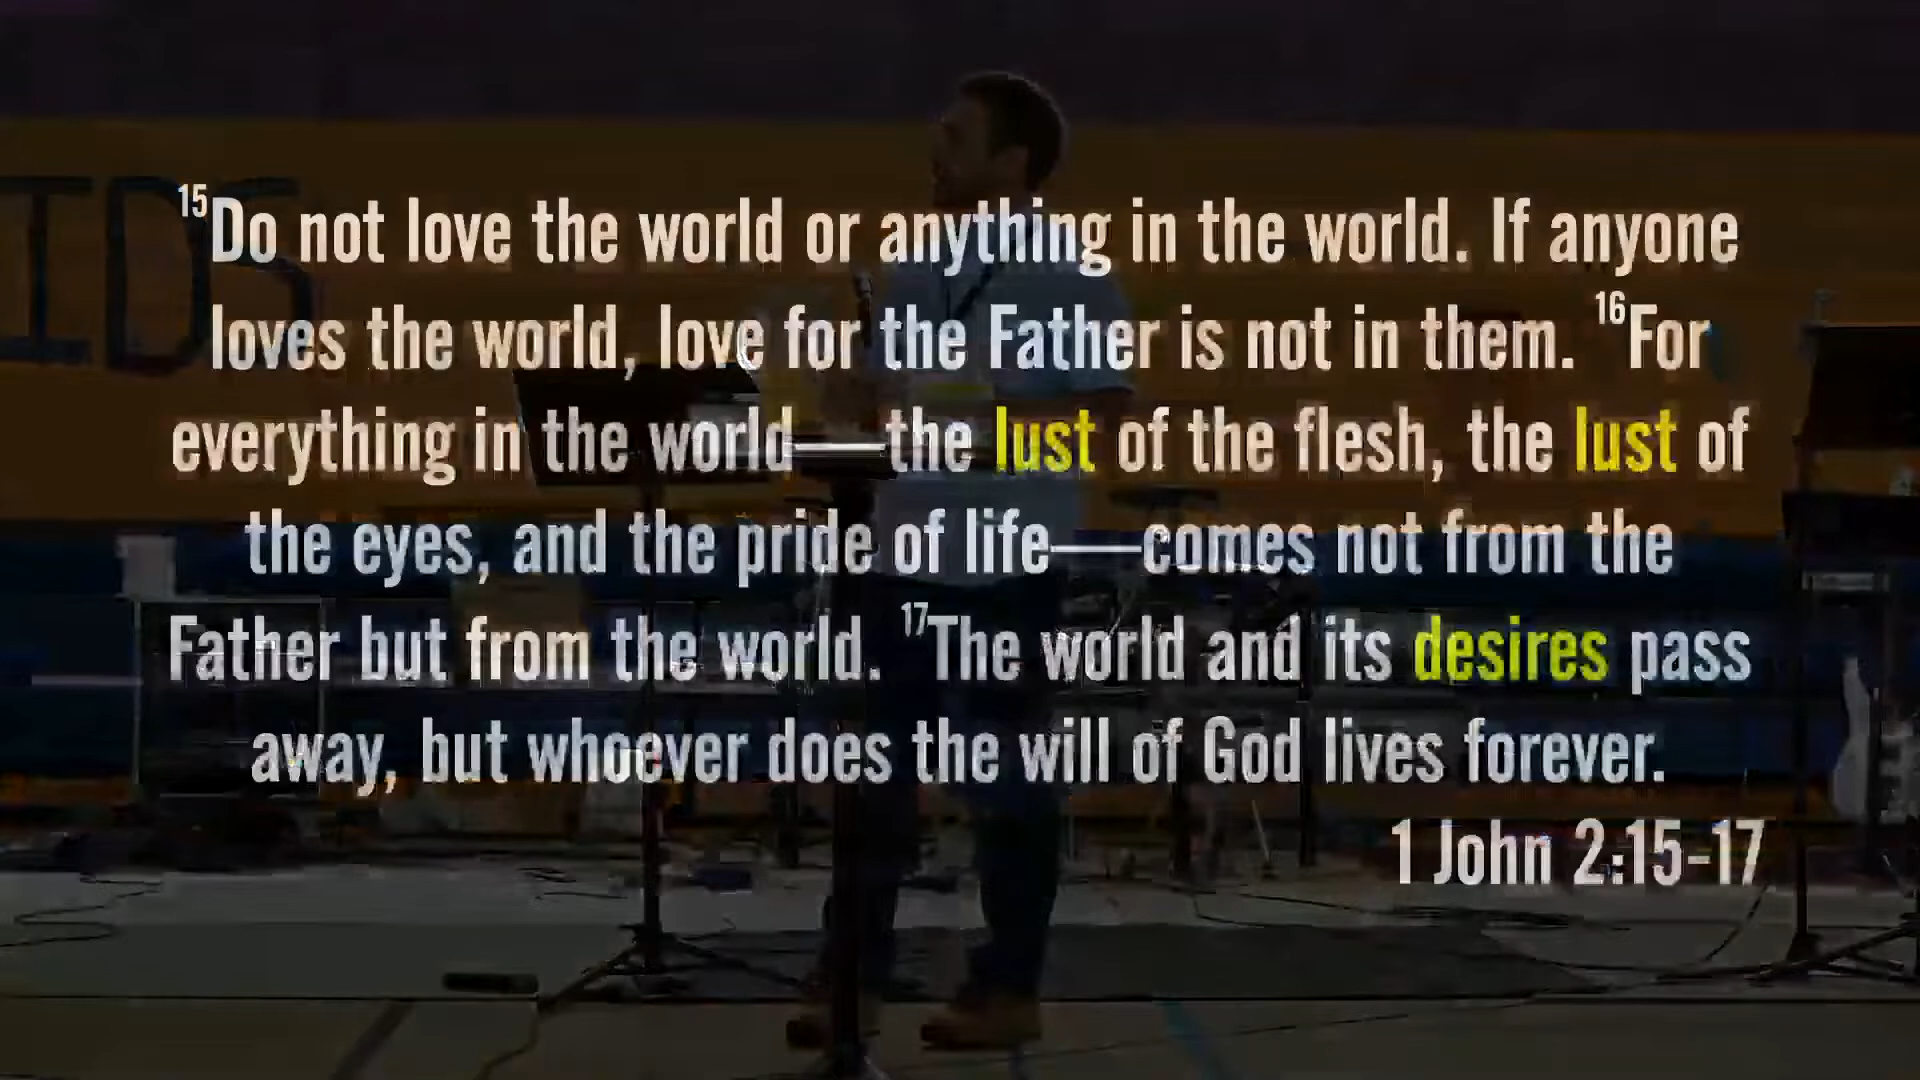 IDS
15Do not love the world or anything in the world. If anyone
loves the world, love for the Father is not in them. 16For
everything in the world—the lust of the flesh, the lust of
the eyes, and the pride of life—comes not from the
Father but from the world. 17The world and its desires pass
away, but whoever does the will of God lives forever.
1 John 2:15-17